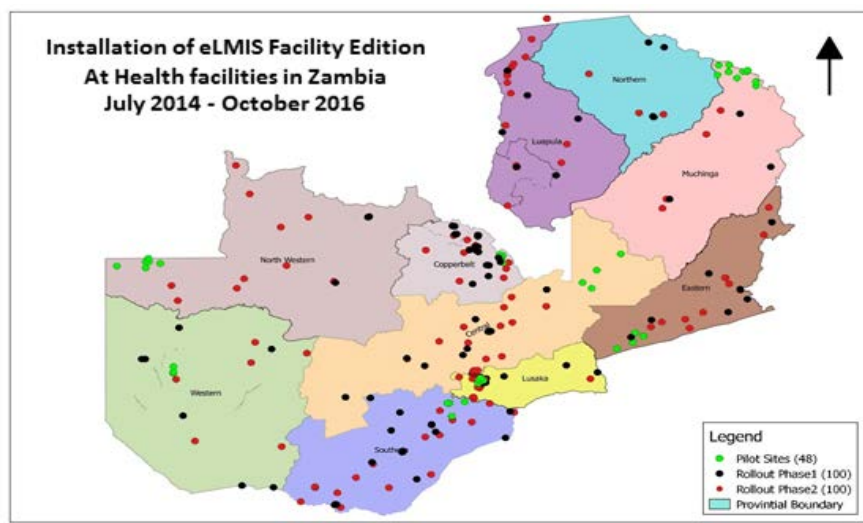 Installation of eLMIS Facility Edition
At Health facilities in Zambia
July 2014 - October 2016
Northern
Luapula
Muchinga
North Western
Copperbelt
Eastern
Central
Lusaka
Western
Southern
Legend
Pilot Sites (48)
Rollout Phase1 (100)
Rollout Phase2 (100)
Provintial Boundary